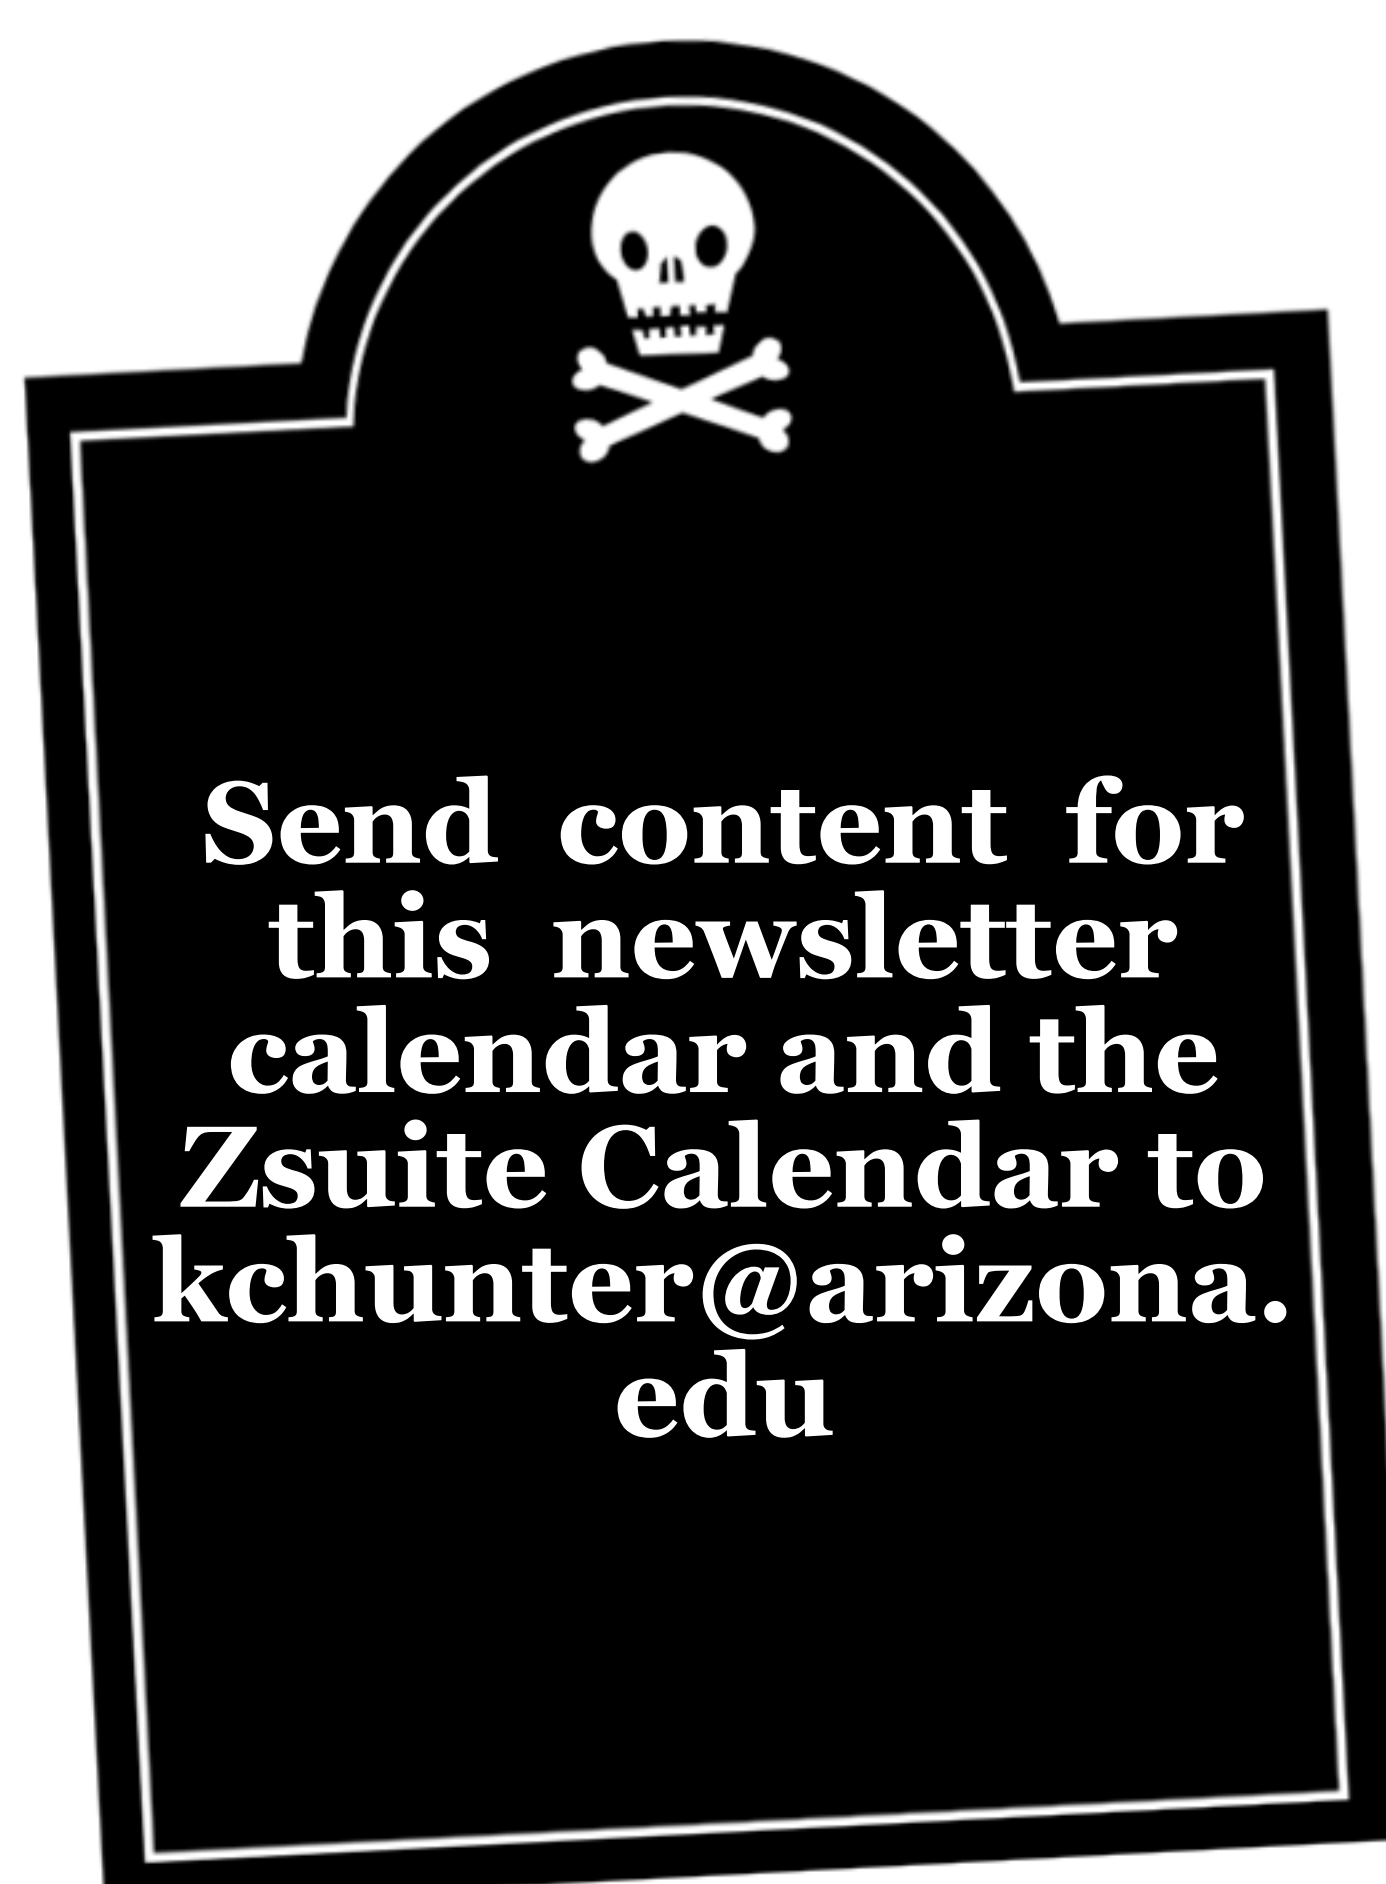 Send content for
this newsletter
calendar and the
Zsuite Calendar to
kchunter@arizona.
edu